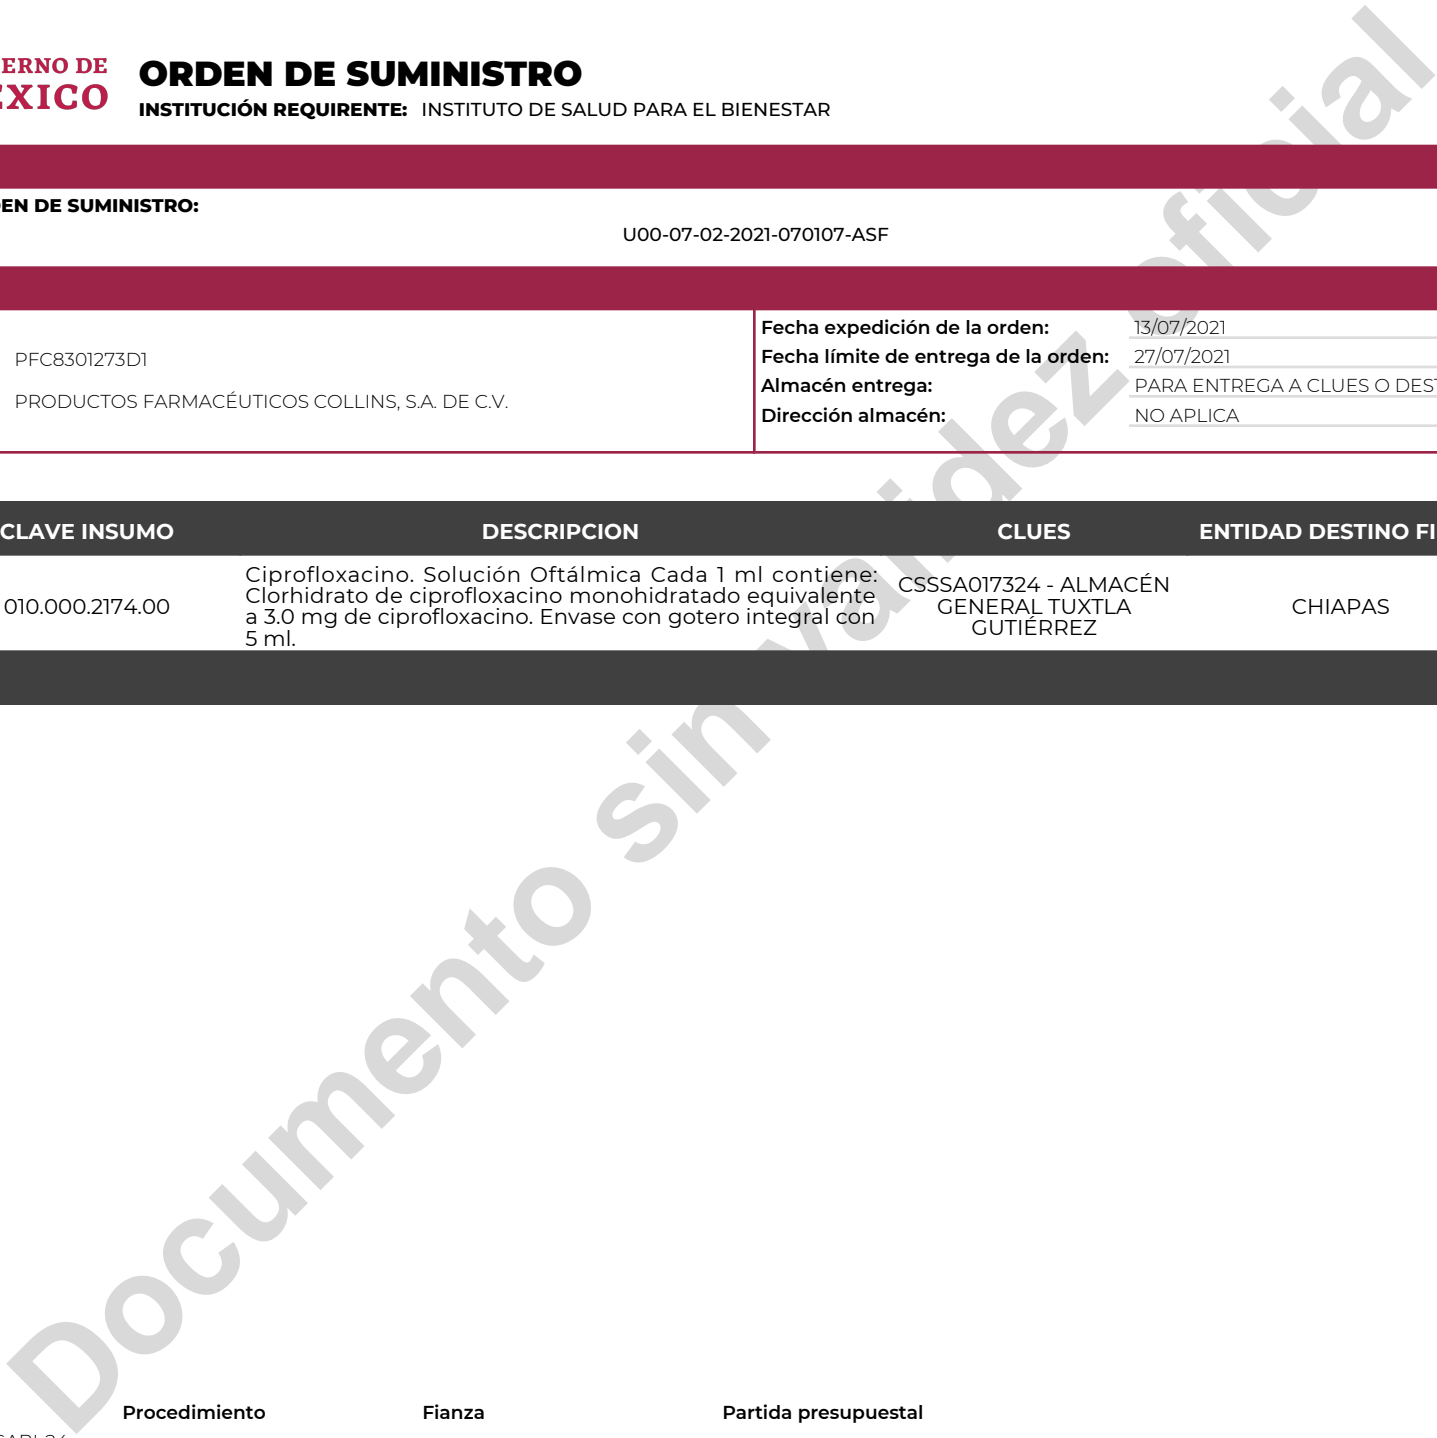 ERNO DE
EXICO
ORDEN DE SUMINISTRO
INSTITUCIÓN REQUIRENTE: INSTITUTO DE SALUD PARA EL BIENESTAR
EN DE SUMINISTRO:
U00-07-02-2021-070107-ASF
PFC8301273D1
PRODUCTOS FARMACÉUTICOS COLLINS, S.A. DE C.V.
Fecha expedición de la orden: 13/07/2021
Fecha límite de entrega de la orden: 27/07/2021
Almacén entrega: PARA ENTREGA A CLUES O DEST
Dirección almacén: NO APLICA
CLAVE INSUMO DESCRIPCION CLUES ENTIDAD DESTINO FI
010.000.2174.00
Ciprofloxacino. Solución Oftálmica Cada 1 ml contiene:
Clorhidrato de ciprofloxacino monohidratado equivalente
a 3.0 mg de ciprofloxacino. Envase con gotero integral con
5 ml.
CSSSA017324 - ALMACÉN
GENERAL TUXTLA
GUTIÉRREZ
CHIAPAS
Documento sin validez oficial
Procedimiento Fianza Partida presupuestal